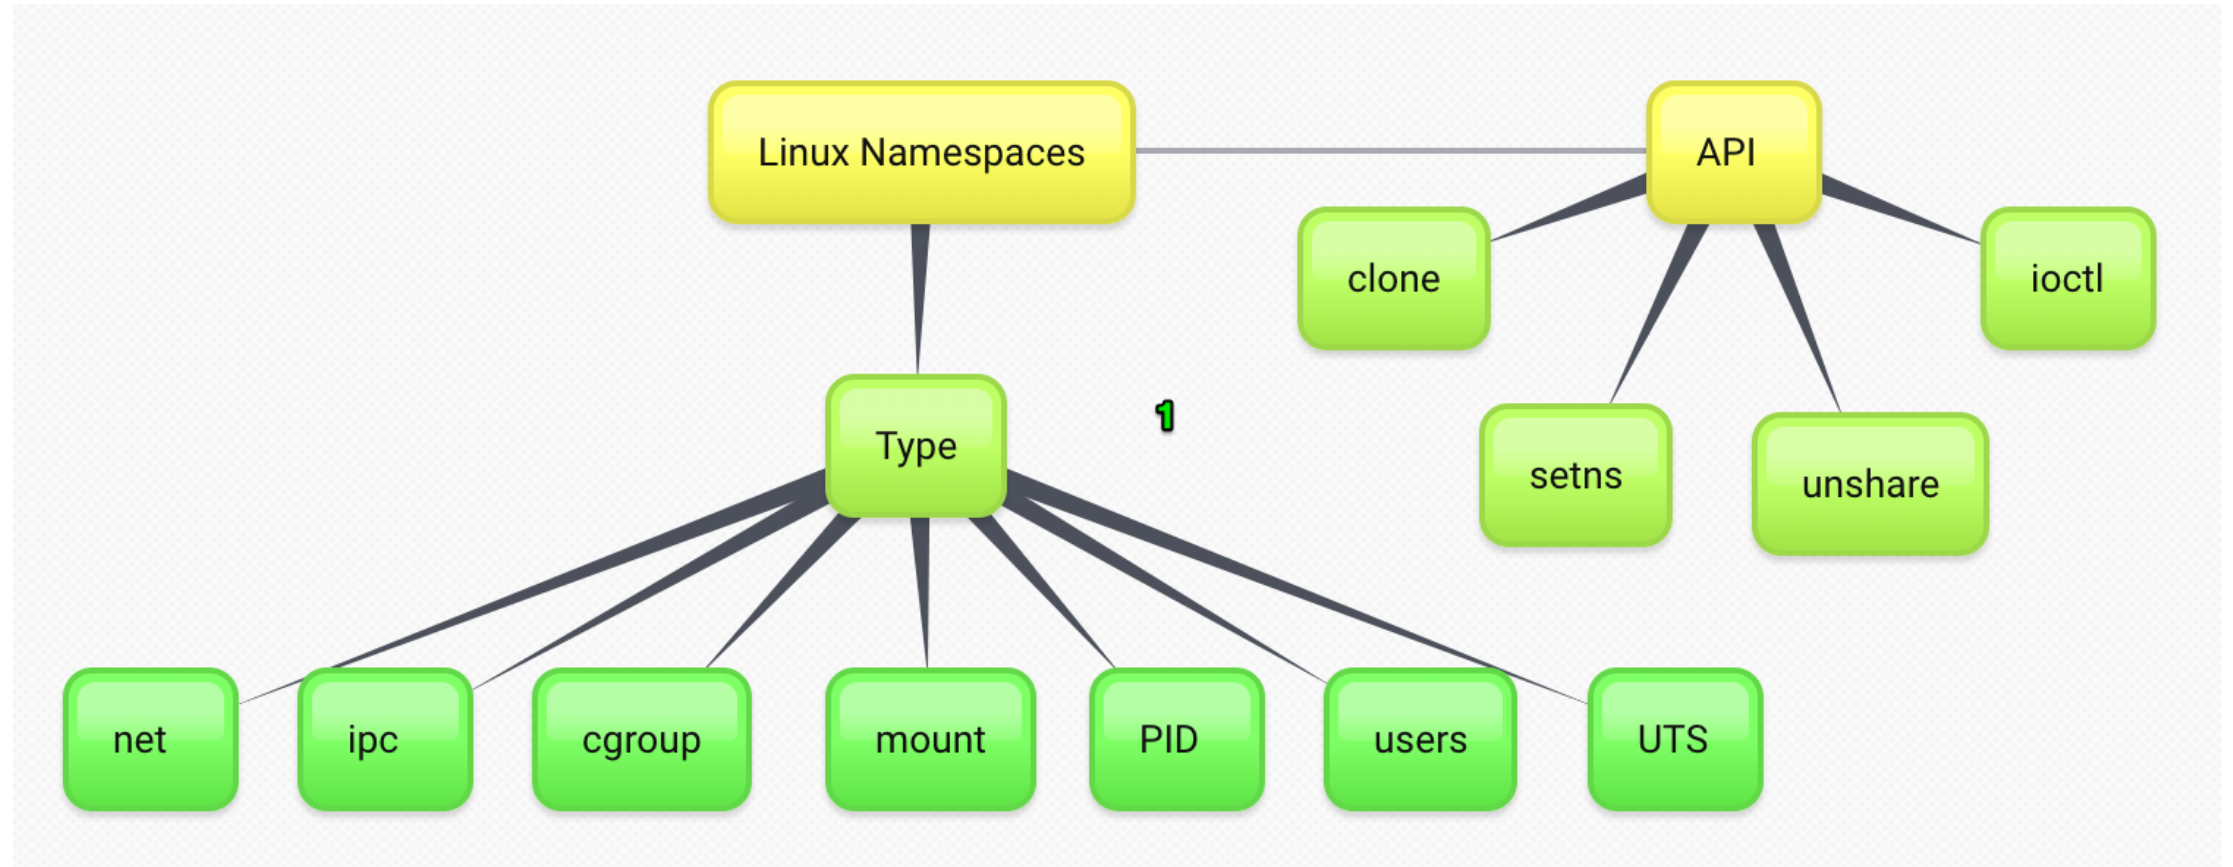 Linux Namespaces
API
clone
ioctl
Type
1
setns
unshare
net
ipc
cgroup
mount
PID
users
UTS